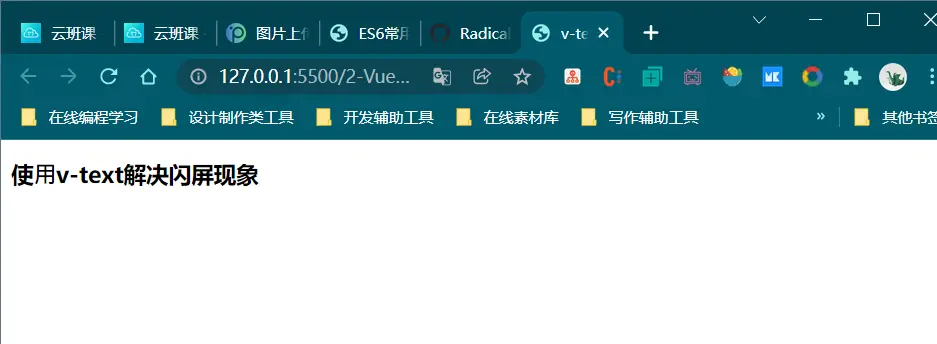 云班课
云班课
图片上传
ES6常用
Radical
v-te
127.0.0.1:5500/2-Vue...
在线编程学习
设计制作类工具
开发辅助工具
在线素材库
写作辅助工具
»
其他书签
使用v-text解决闪屏现象